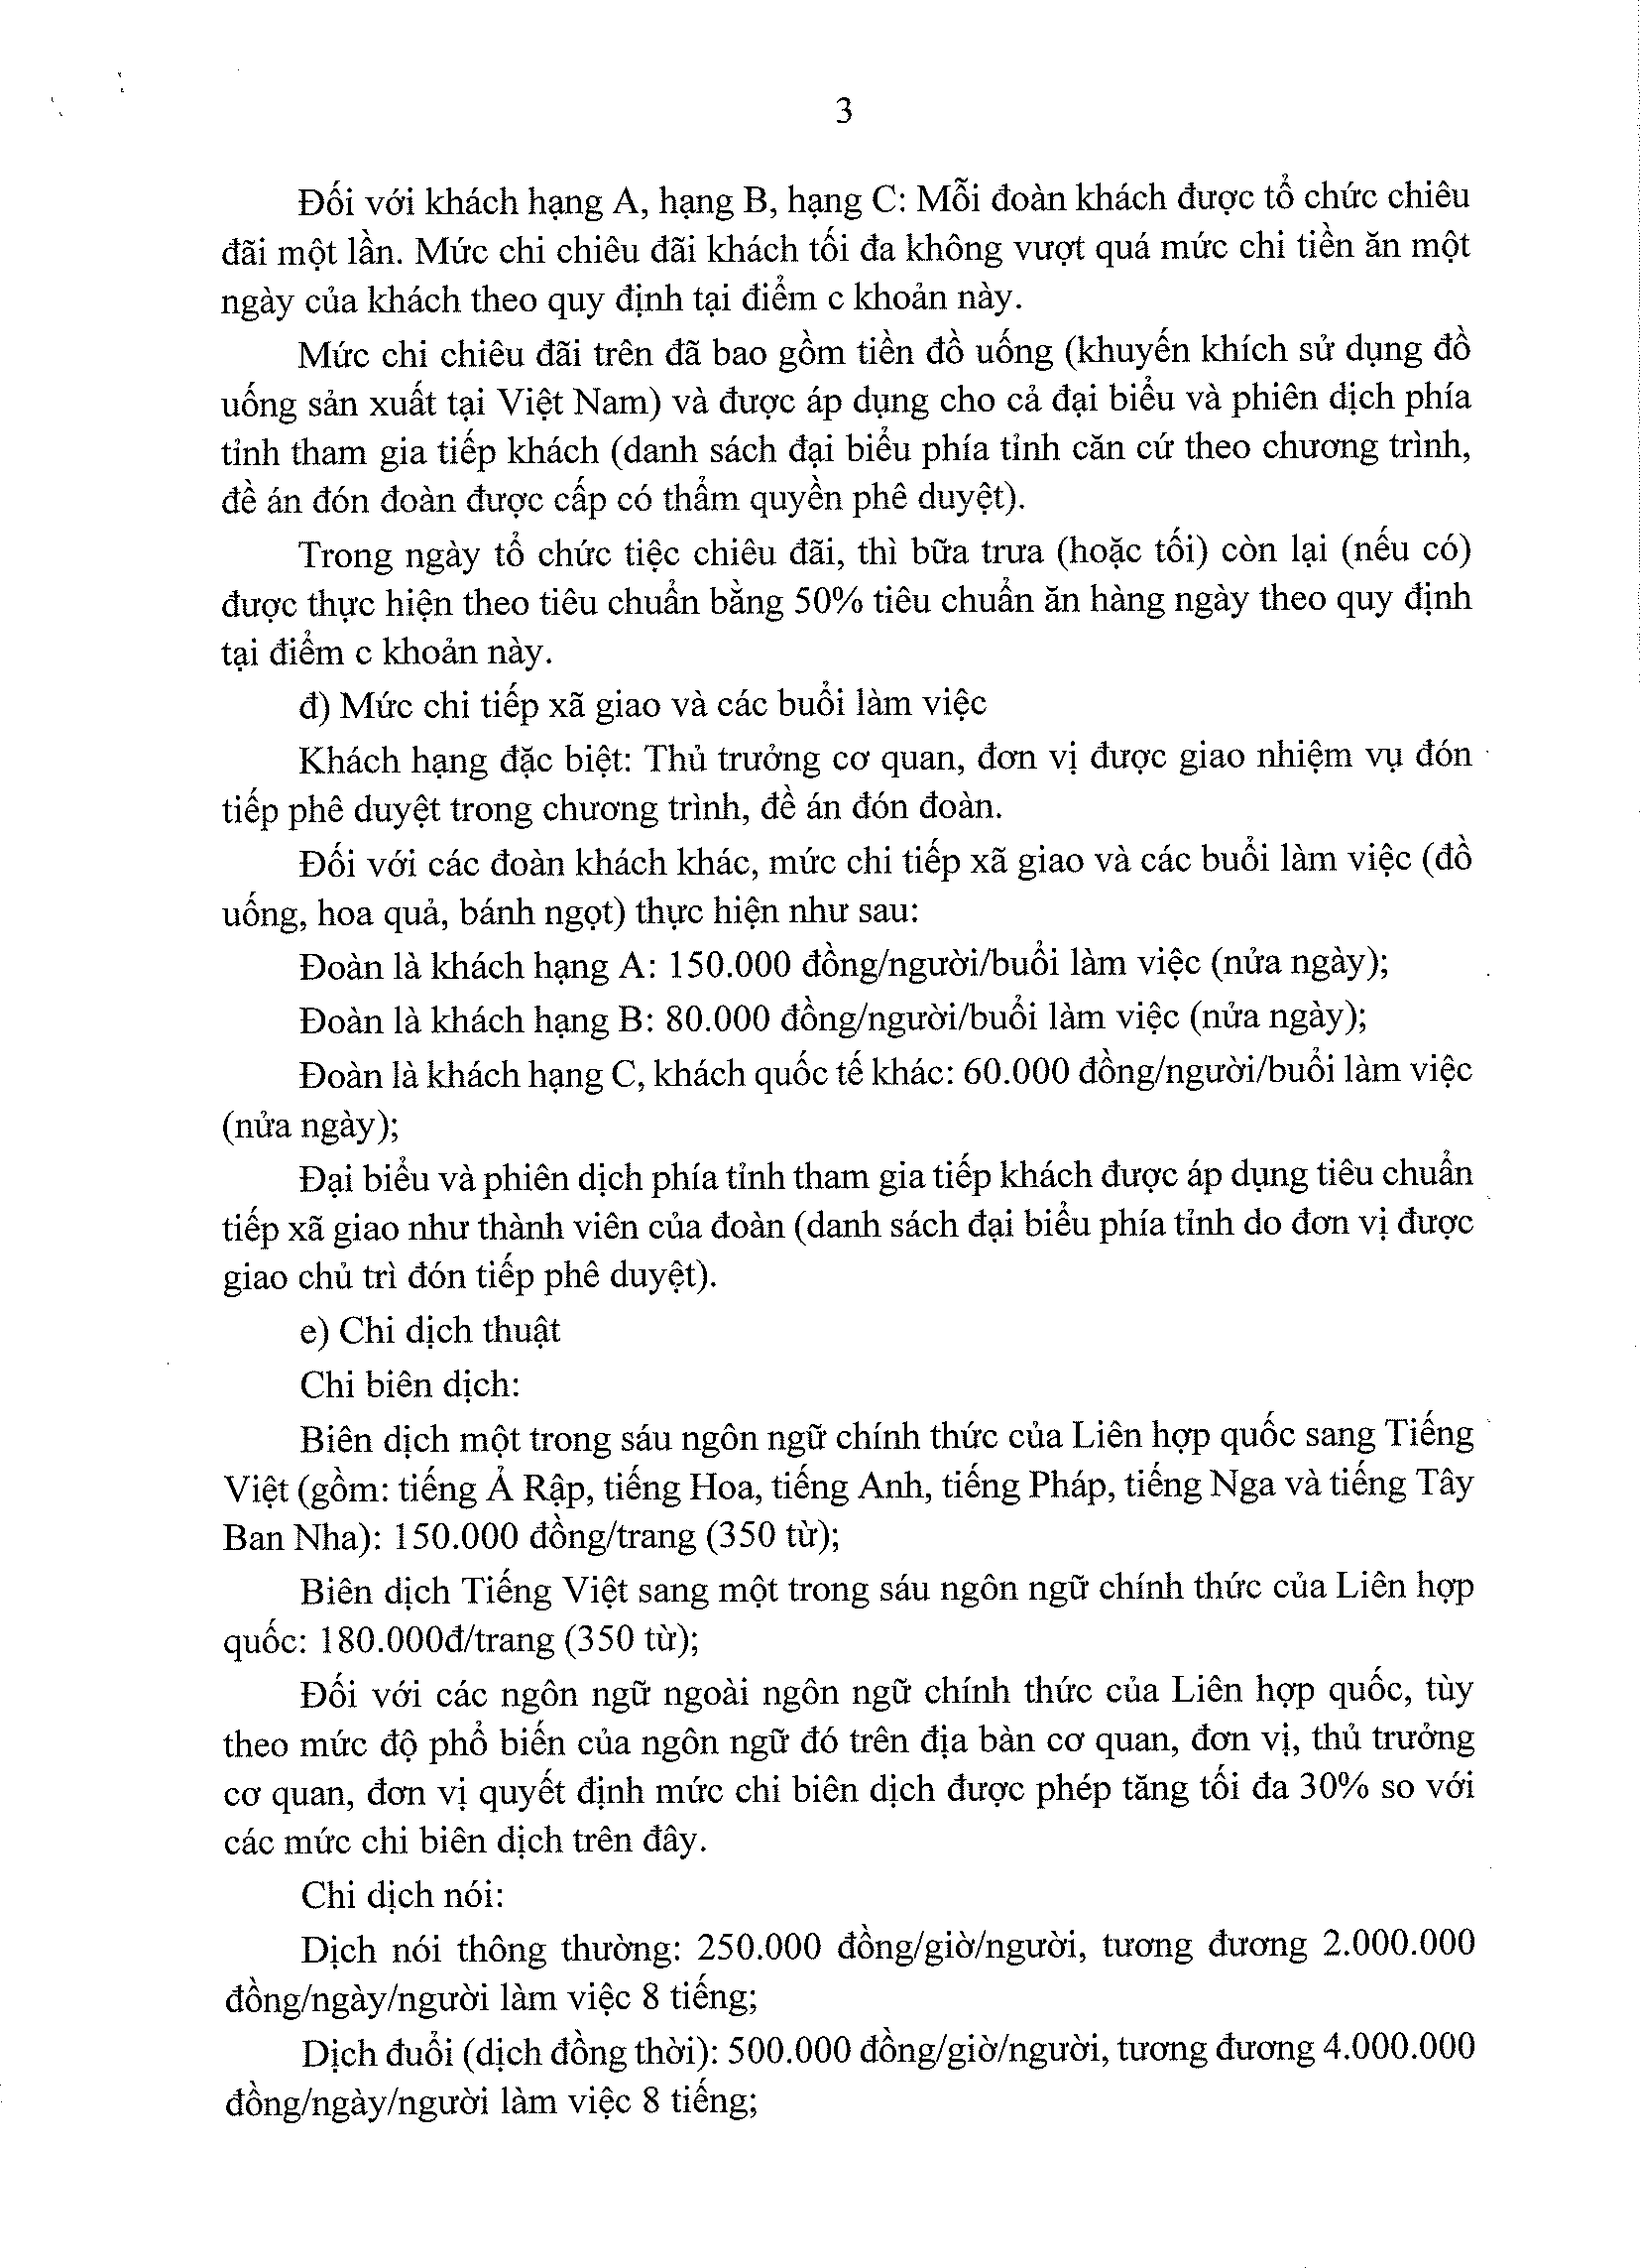 3
Đối với khách hạng A, hạng B, hạng C: Mỗi đoàn khách được tổ chức chiêu
đãi một lần. Mức chi chiêu đãi khách tối đa không vượt quá mức chi tiền ăn một
ngày của khách theo quy định tại điểm c khoản này.
Mức chi chiêu đãi trên đã bao gồm tiền đồ uống (khuyến khích sử dụng đồ
uống sản xuất tại Việt Nam) và được áp dụng cho cả đại biểu và phiên dịch phía
tỉnh tham gia tiếp khách (danh sách đại biểu phía tỉnh căn cứ theo chương trình,
đề án đón đoàn được cấp có thẩm quyền phê duyệt).
Trong ngày tổ chức tiệc chiêu đãi, thì bữa trưa (hoặc tối) còn lại (nếu có)
được thực hiện theo tiêu chuẩn bằng 50% tiêu chuẩn ăn hàng ngày theo quy định
tại điểm c khoản này.
đ) Mức chi tiếp xã giao và các buổi làm việc
Khách hạng đặc biệt: Thủ trưởng cơ quan, đơn vị được giao nhiệm vụ đón
tiếp phê duyệt trong chương trình, đề án đón đoàn.
Đối với các đoàn khách khác, mức chi tiếp xã giao và các buổi làm việc (đồ
uống, hoa quả, bánh ngọt) thực hiện như sau:
Đoàn là khách hạng A: 150.000 đồng/người/buổi làm việc (nửa ngày);
Đoàn là khách hạng B: 80.000 đồng/người/buổi làm việc (nửa ngày);
Đoàn là khách hạng C, khách quốc tế khác: 60.000 đồng/người/buổi làm việc
(nửa ngày);
Đại biểu và phiên dịch phía tỉnh tham gia tiếp khách được áp dụng tiêu chuẩn
tiếp xã giao như thành viên của đoàn (danh sách đại biểu phía tỉnh do đơn vị được
giao chủ trì đón tiếp phê duyệt).
e) Chi dịch thuật
Chi biên dịch:
Biên dịch một trong sáu ngôn ngữ chính thức của Liên hợp quốc sang Tiếng
Việt (gồm: tiếng Ả Rập, tiếng Hoa, tiếng Anh, tiếng Pháp, tiếng Nga và tiếng Tây
Ban Nha): 150.000 đồng/trang (350 từ);
Biên dịch Tiếng Việt sang một trong sáu ngôn ngữ chính thức của Liên hợp
quốc: 180.000đ/trang (350 từ);
Đối với các ngôn ngữ ngoài ngôn ngữ chính thức của Liên hợp quốc, tùy
theo mức độ phổ biến của ngôn ngữ đó trên địa bàn cơ quan, đơn vị, thủ trưởng
cơ quan, đơn vị quyết định mức chi biên dịch được phép tăng tối đa 30% so với
các mức chi biên dịch trên đây.
Chi dịch nói:
Dịch nói thông thường: 250.000 đồng/giờ/người, tương đương 2.000.000
đồng/ngày/người làm việc 8 tiếng;
Dịch đuổi (dịch đồng thời): 500.000 đồng/giờ/người, tương đương 4.000.000
đồng/ngày/người làm việc 8 tiếng;